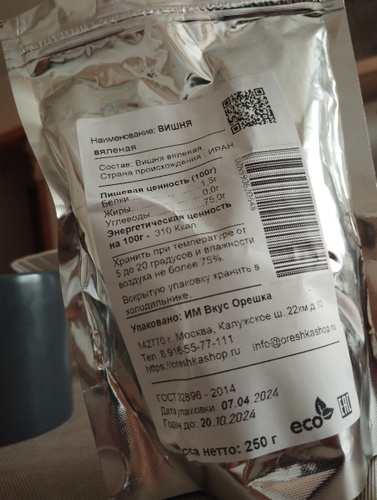 Наименование: ВИШНЯ
вяленая
Состав: Вишня вяленая
Страна происхождения : ИРАН
Пищевая ценность (100г)
Белки 1,5г
Жиры 0,0г
Углеводы 75,0г
Энергетическая ценность
на 100г - 310 Ккал
Хранить при температуре от
5 до 20 градусов и влажности
воздуха не более 75%.
Вскрытую упаковку хранить в
холодильнике.
Упаковано: ИМ Вкус Орешка
142770 г. Москва, Калужское ш. 22км д.10
Тел. 8 916-55-77-111
https://oreshkashop.ru info@oreshkashop.ru
ГОСТ 32896 - 2014
Дата упаковки 07.04.2024
Годен до: 20.10.2024
есо
ЕАС
сса нетто: 250 г